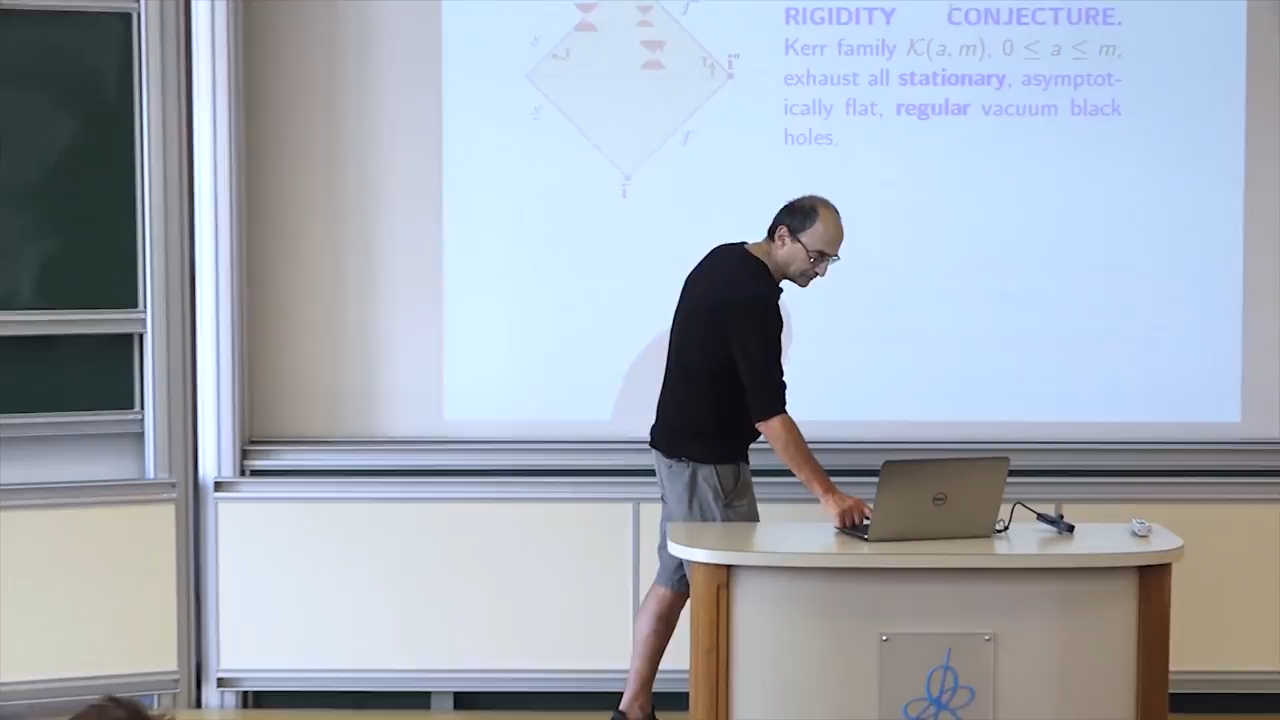 RIGIDITY CONJECTURE.
Kerr family K(a, m), 0 ≤ a ≤ m,
exhaust all stationary, asymptot-
ically flat, regular vacuum black
holes.
DELL